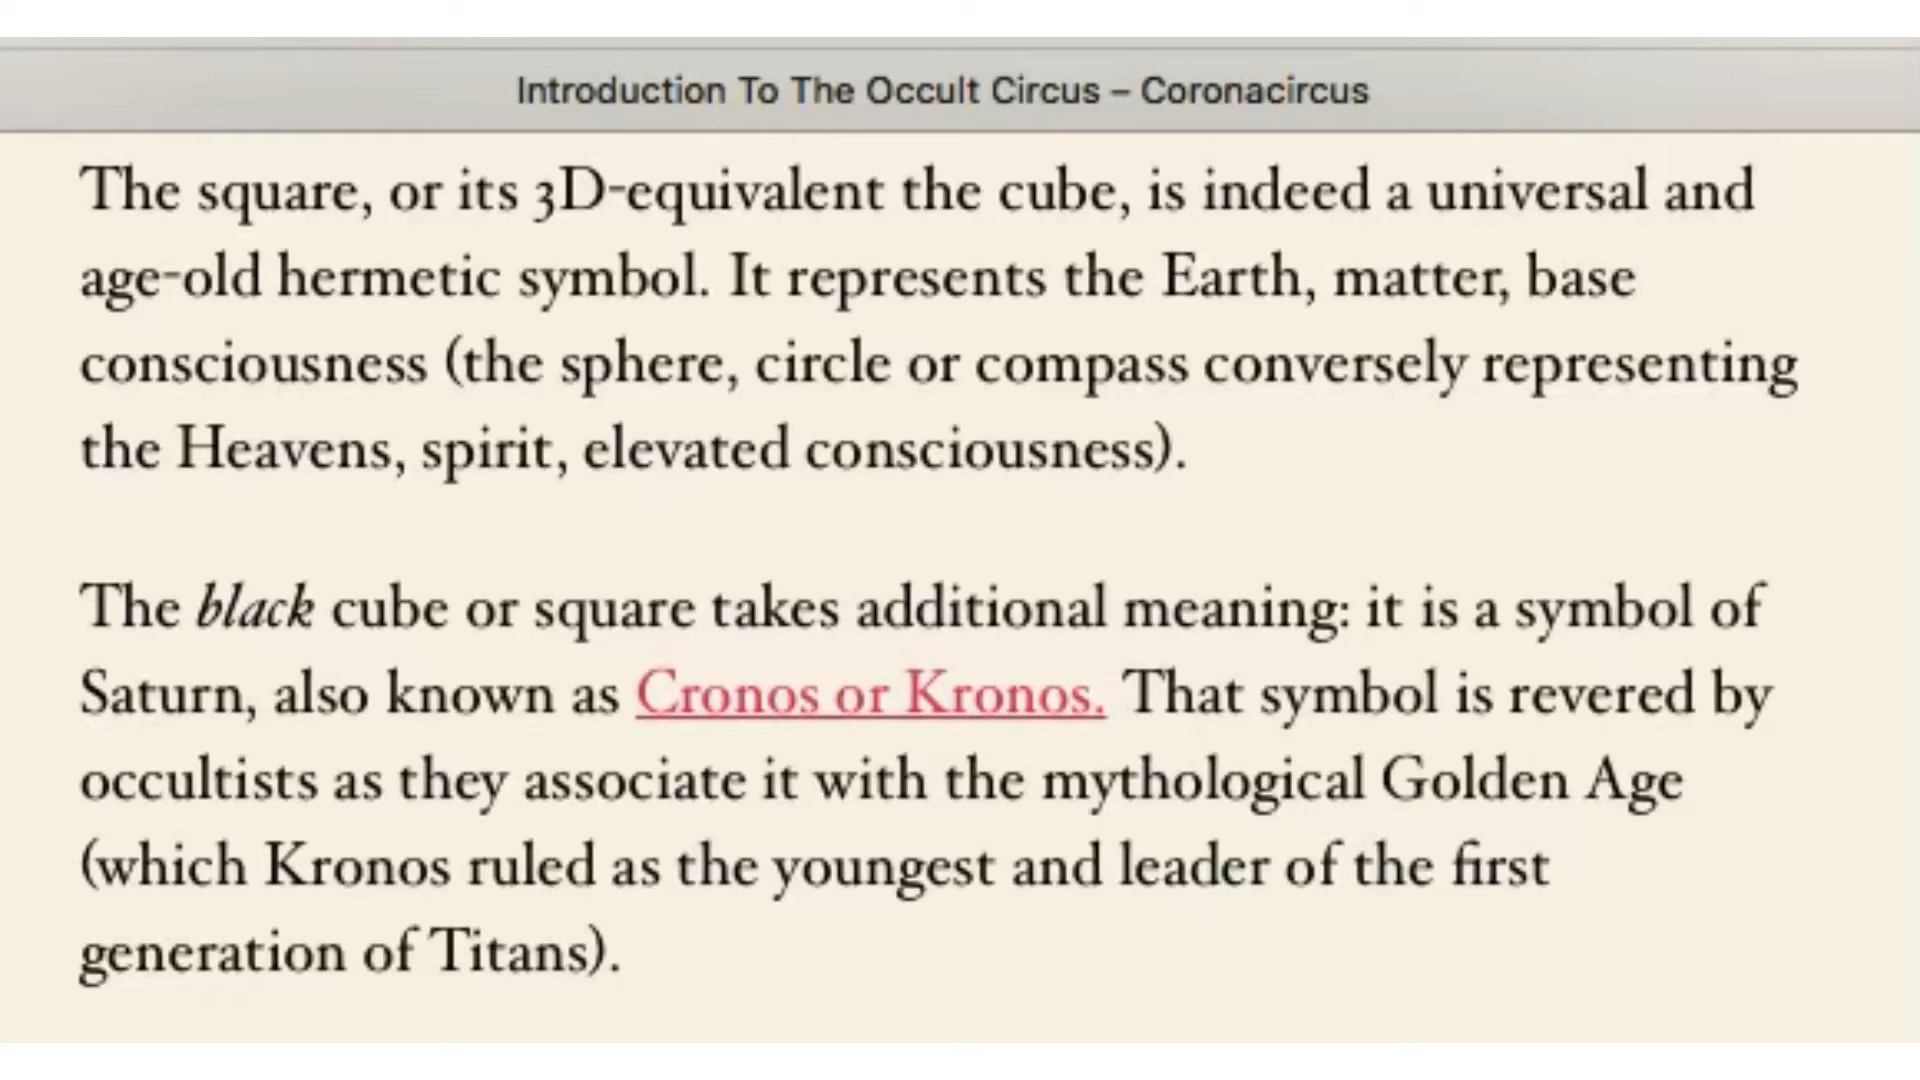 Introduction To The Occult Circus – Coronacircus
The square, or its 3D-equivalent the cube, is indeed a universal and
age-old hermetic symbol. It represents the Earth, matter, base
consciousness (the sphere, circle or compass conversely representing
the Heavens, spirit, elevated consciousness).
The black cube or square takes additional meaning: it is a symbol of
Saturn, also known as Cronos or Kronos. That symbol is revered by
occultists as they associate it with the mythological Golden Age
(which Kronos ruled as the youngest and leader of the first
generation of Titans).